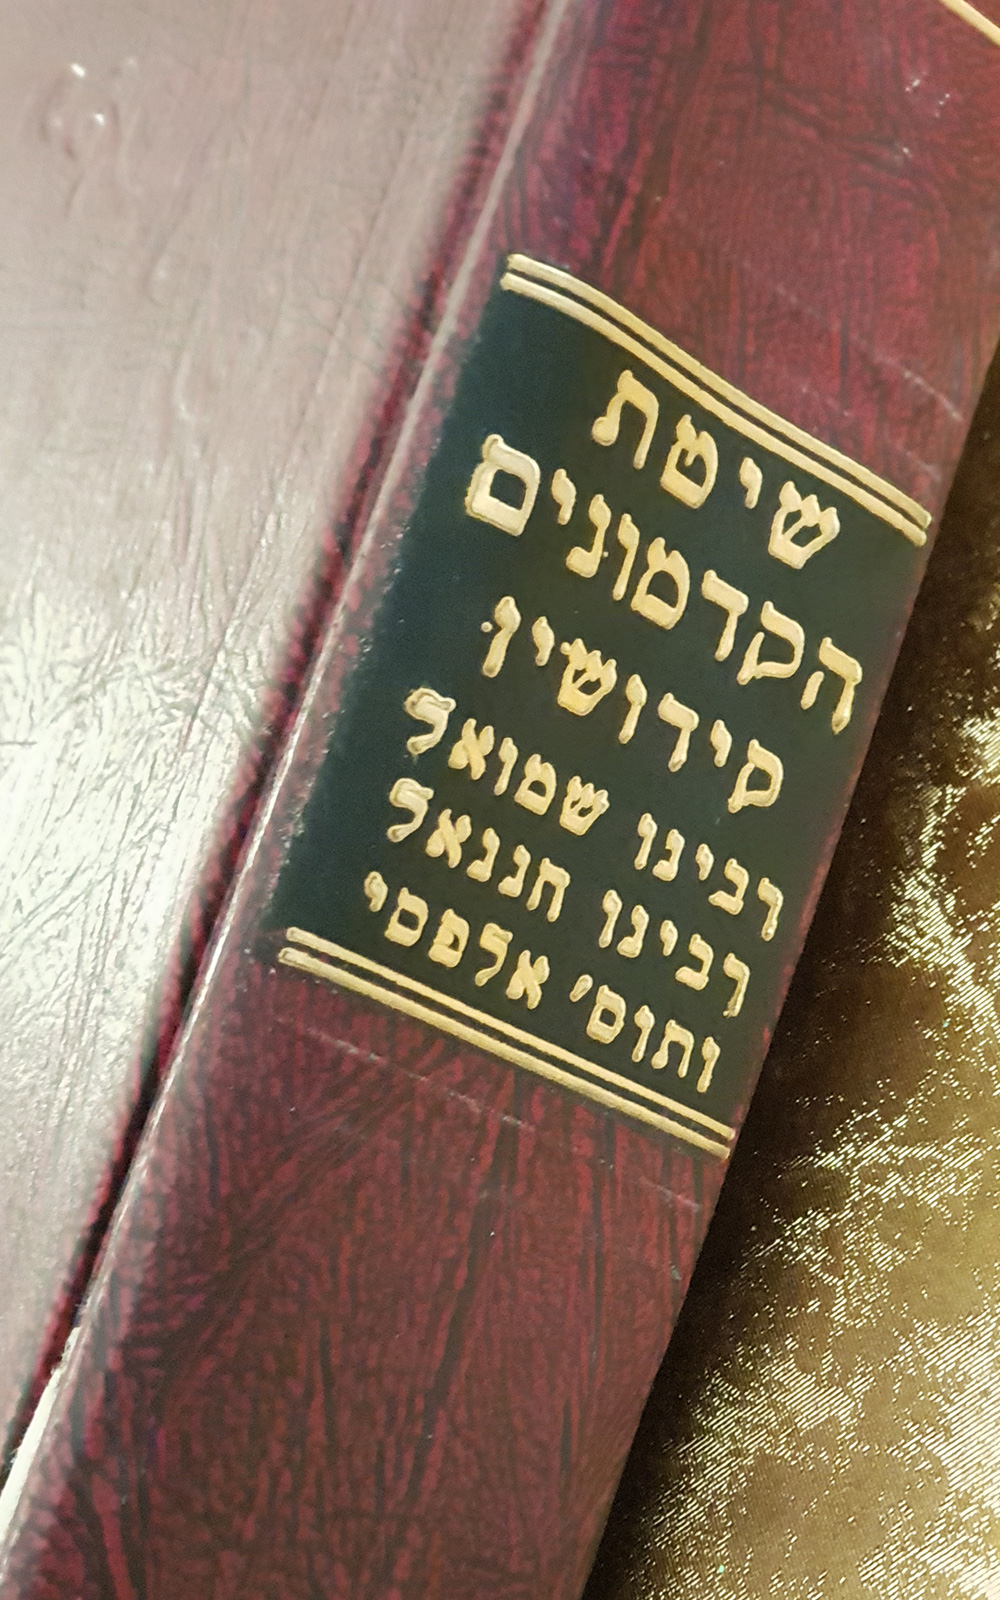 שיטת
הקדמונים
קידושין
רבינו שמואל
רבינו חננאל
ותוס' אלפסי